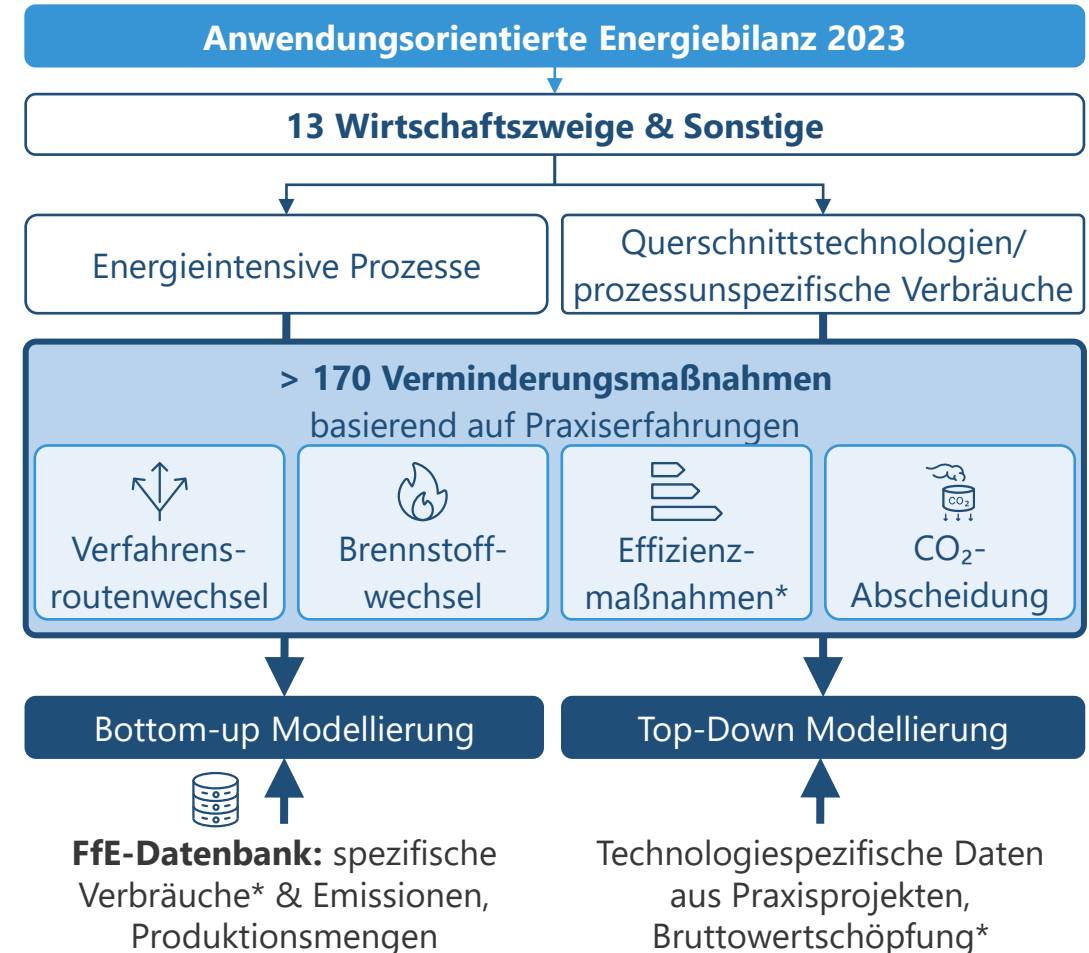 Anwendungsorientierte Energiebilanz 2023
13 Wirtschaftszweige & Sonstige
Energieintensive Prozesse
Querschnittstechnologien/
prozessunspezifische Verbräuche
> 170 Verminderungsmaßnahmen
basierend auf Praxiserfahrungen
Verfahrens-
routenwechsel
Brennstoff-
wechsel
Effizienz-
maßnahmen*
CO₂
CO₂-
Abscheidung
Bottom-up Modellierung
Top-Down Modellierung
FfE-Datenbank: spezifische
Verbräuche* & Emissionen,
Produktionsmengen
Technologiespezifische Daten
aus Praxisprojekten,
Bruttowertschöpfung*